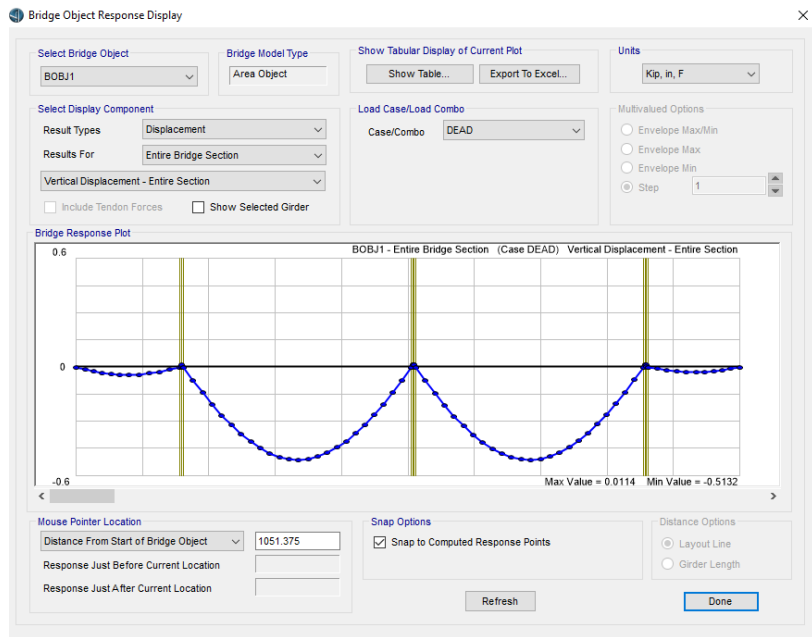 Bridge Object Response Display
Select Bridge Object
BOBJ1
Bridge Model Type
Area Object
Show Tabular Display of Current Plot
Show Table...
Export To Excel...
Units
Kip, in, F
Select Display Component
Result Types
Displacement
Results For
Entire Bridge Section
Vertical Displacement - Entire Section
Include Tendon Forces
Show Selected Girder
Load Case/Load Combo
Case/Combo
DEAD
Multivalued Options
Envelope Max/Min
Envelope Max
Envelope Min
Step
1
Bridge Response Plot
0.6
BOBJ1 - Entire Bridge Section (Case DEAD) Vertical Displacement - Entire Section
0
-0.6
Max Value = 0.0114 Min Value = -0.5132
Mouse Pointer Location
Distance From Start of Bridge Object
1051.375
Response Just Before Current Location
Response Just After Current Location
Snap Options
Snap to Computed Response Points
Distance Options
Layout Line
Girder Length
Refresh
Done